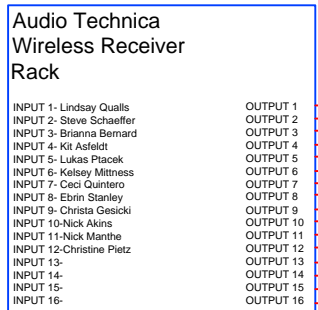 Audio Technica
Wireless Receiver
Rack
INPUT 1- Lindsay Qualls OUTPUT 1
INPUT 2- Steve Schaeffer OUTPUT 2
INPUT 3- Brianna Bernard OUTPUT 3
INPUT 4- Kit Asfeldt OUTPUT 4
INPUT 5- Lukas Ptacek OUTPUT 5
INPUT 6- Kelsey Mittness OUTPUT 6
INPUT 7- Ceci Quintero OUTPUT 7
INPUT 8- Ebrin Stanley OUTPUT 8
INPUT 9- Christa Gesicki OUTPUT 9
INPUT 10-Nick Akins OUTPUT 10
INPUT 11-Nick Manthe OUTPUT 11
INPUT 12-Christine Pietz OUTPUT 12
INPUT 13- OUTPUT 13
INPUT 14- OUTPUT 14
INPUT 15- OUTPUT 15
INPUT 16- OUTPUT 16